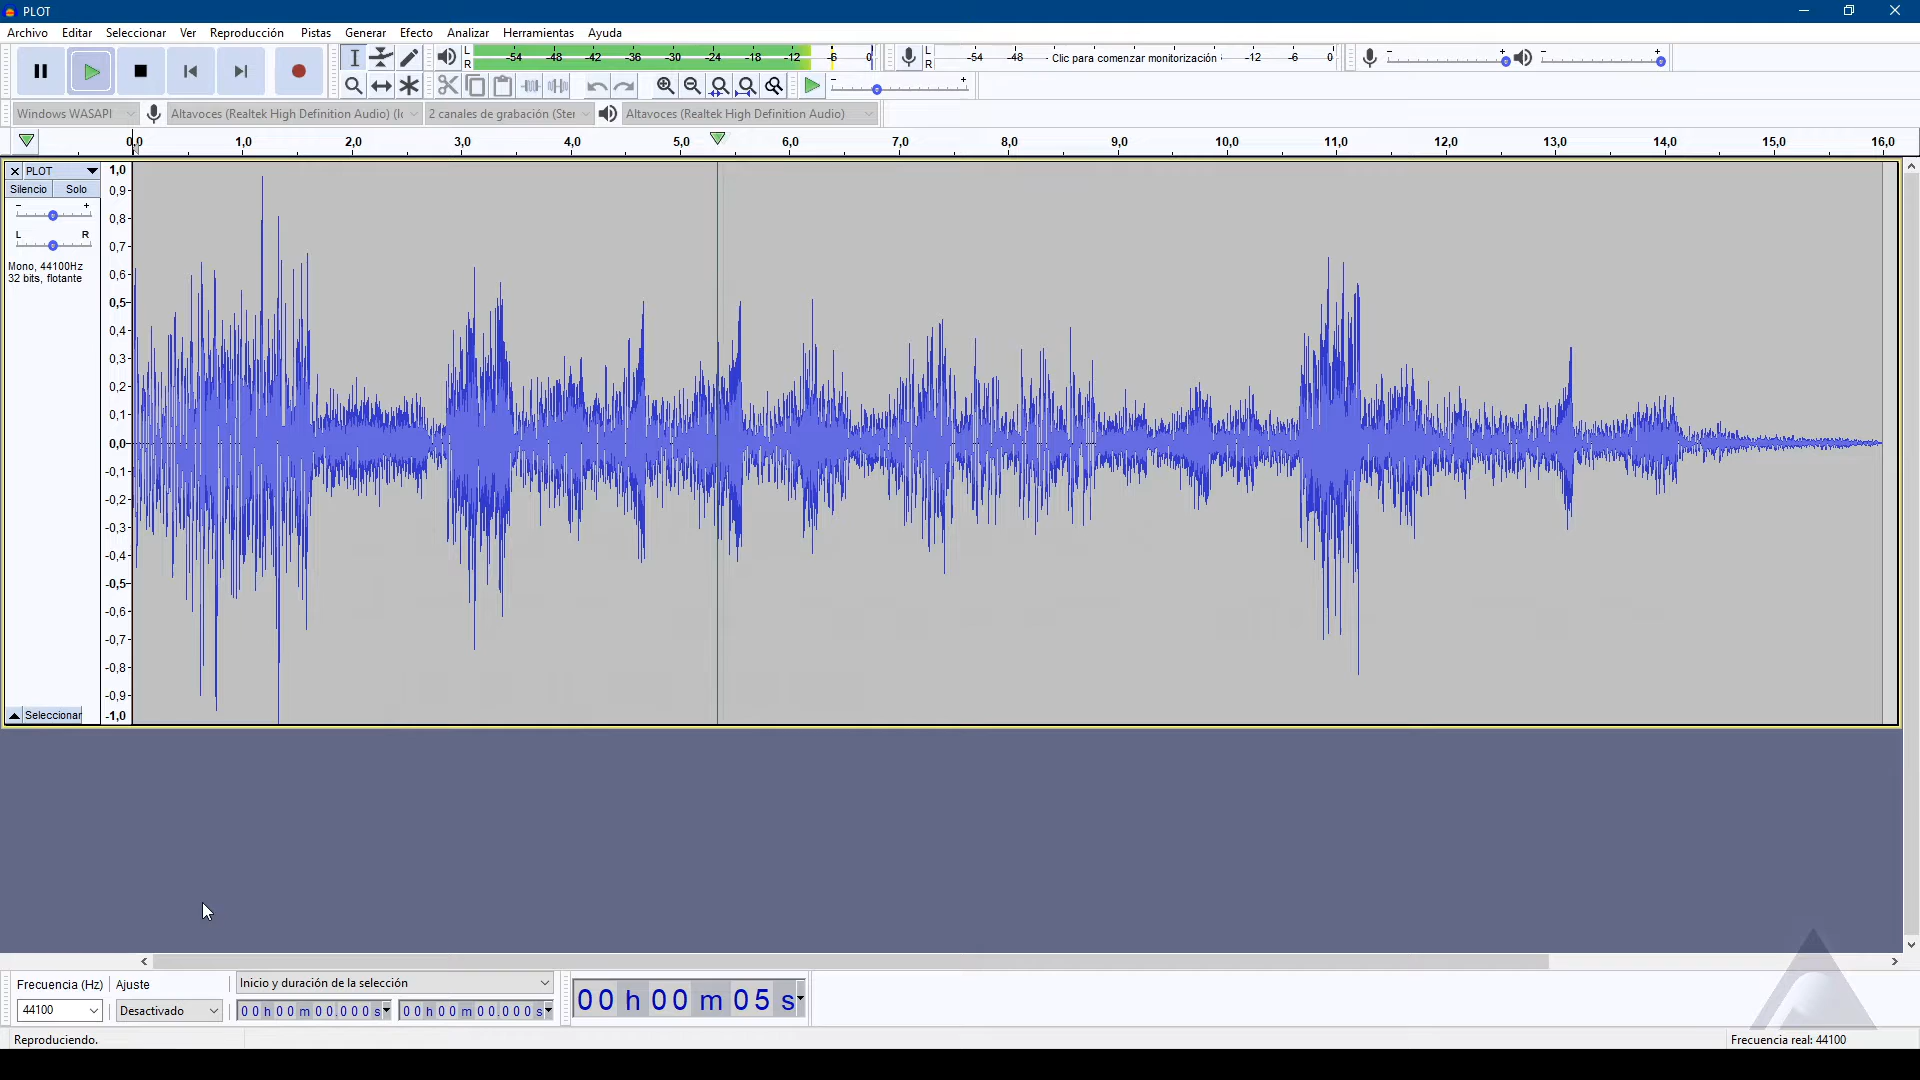 PLOT
Archivo Editar Seleccionar Ver Reproducción Pistas Generar Efecto Analizar Herramientas Ayuda
L R -54 -48 -42 -36 -30 -24 -18 -12 -6 0 L R -54 -48 Clic para comenzar monitorización -12 -6 0 - + - +
- +
Windows WASAPI Altavoces (Realtek High Definition Audio) (lc 2 canales de grabación (Ster Altavoces (Realtek High Definition Audio)
0,0 1,0 2,0 3,0 4,0 5,0 6,0 7,0 8,0 9,0 10,0 11,0 12,0 13,0 14,0 15,0 16,0
PLOT
Silencio Solo
- +
L R
Mono, 44100Hz
32 bits, flotante
Seleccionar
1,0
0,9
0,8
0,7
0,6
0,5
0,4
0,3
0,2
0,1
0,0
-0,1
-0,2
-0,3
-0,4
-0,5
-0,6
-0,7
-0,8
-0,9
-1,0
Frecuencia (Hz) Ajuste Inicio y duración de la selección
44100 Desactivado 00 h 00 m 00.000 s 00 h 00 m 00.000 s 00 h 00 m 05 s
Reproduciendo. Frecuencia real: 44100